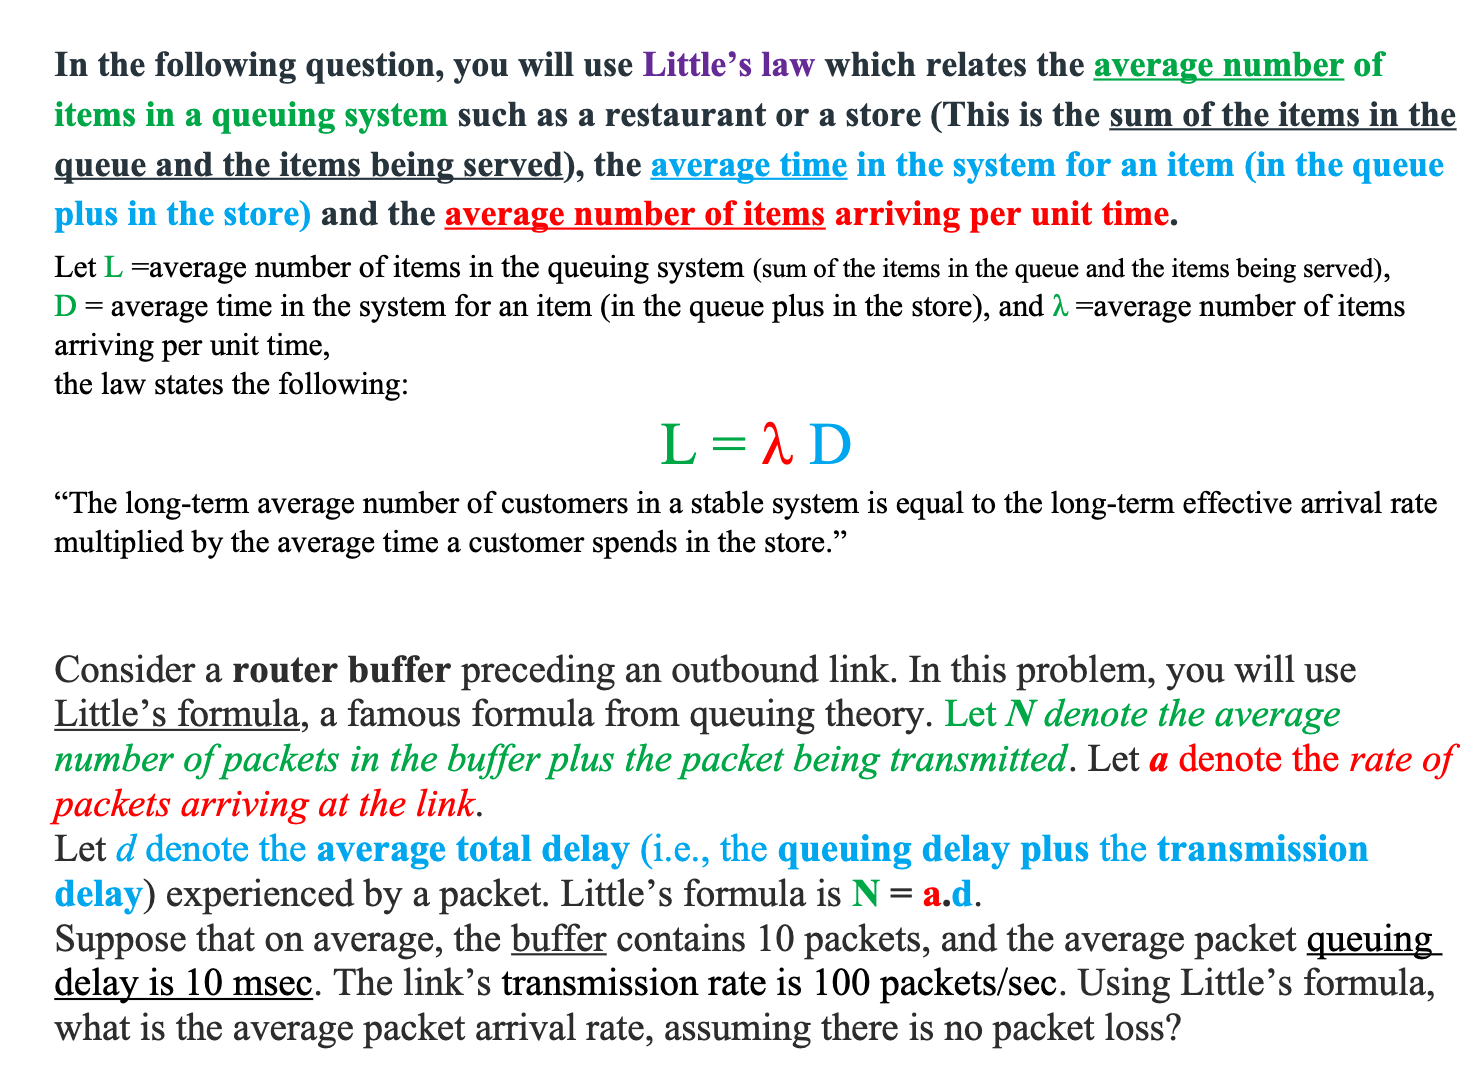 In the following question, you will use Little’s law which relates the average number of
items in a queuing system such as a restaurant or a store (This is the sum of the items in the
queue and the items being served), the average time in the system for an item (in the queue
plus in the store) and the average number of items arriving per unit time.
Let L =average number of items in the queuing system (sum of the items in the queue and the items being served),
D = average time in the system for an item (in the queue plus in the store), and λ =average number of items
arriving per unit time,
the law states the following:
L = λ D
“The long-term average number of customers in a stable system is equal to the long-term effective arrival rate
multiplied by the average time a customer spends in the store.”
Consider a router buffer preceding an outbound link. In this problem, you will use
Little’s formula, a famous formula from queuing theory. Let N denote the average
number of packets in the buffer plus the packet being transmitted. Let a denote the rate of
packets arriving at the link.
Let d denote the average total delay (i.e., the queuing delay plus the transmission
delay) experienced by a packet. Little’s formula is N = a.d.
Suppose that on average, the buffer contains 10 packets, and the average packet queuing
delay is 10 msec. The link’s transmission rate is 100 packets/sec. Using Little’s formula,
what is the average packet arrival rate, assuming there is no packet loss?